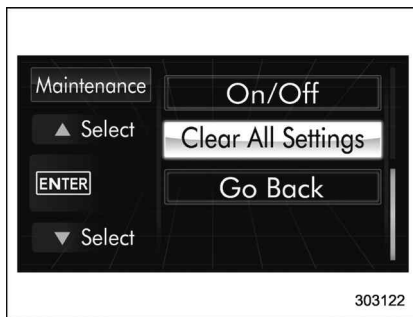 Maintenance
On/Off
▲ Select
Clear All Settings
ENTER
Go Back
▼ Select
303122